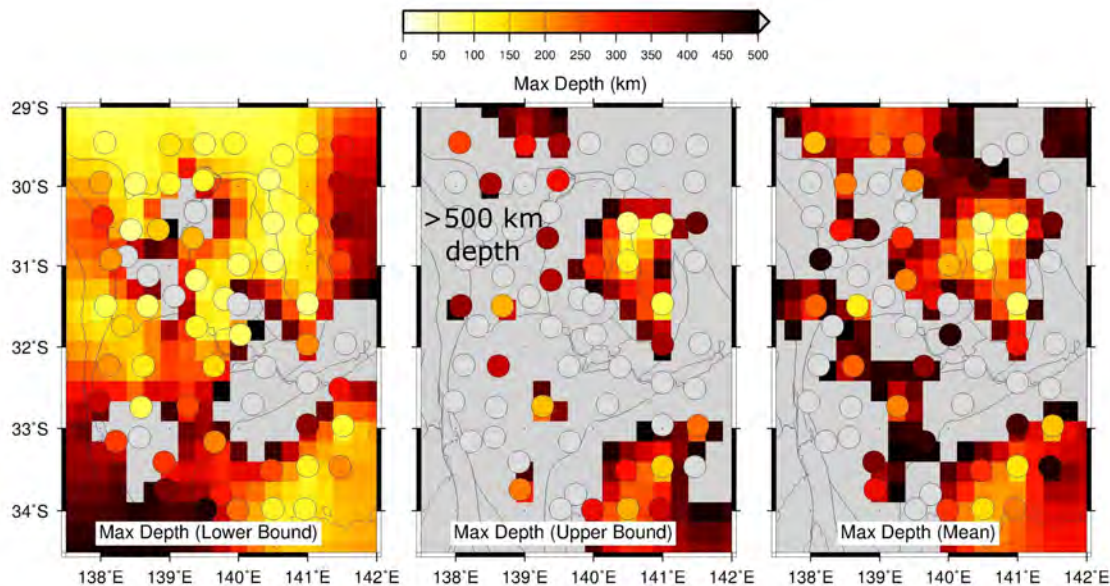 0 50 100 150 200 250 300 350 400 450 500
Max Depth (km)
29°S
30°S
31°S
32°S
33°S
34°S
>500 km
depth
Max Depth (Lower Bound)
Max Depth (Upper Bound)
Max Depth (Mean)
138°E 139°E 140°E 141°E 142°E
138°E 139°E 140°E 141°E 142°E
138°E 139°E 140°E 141°E 142°E